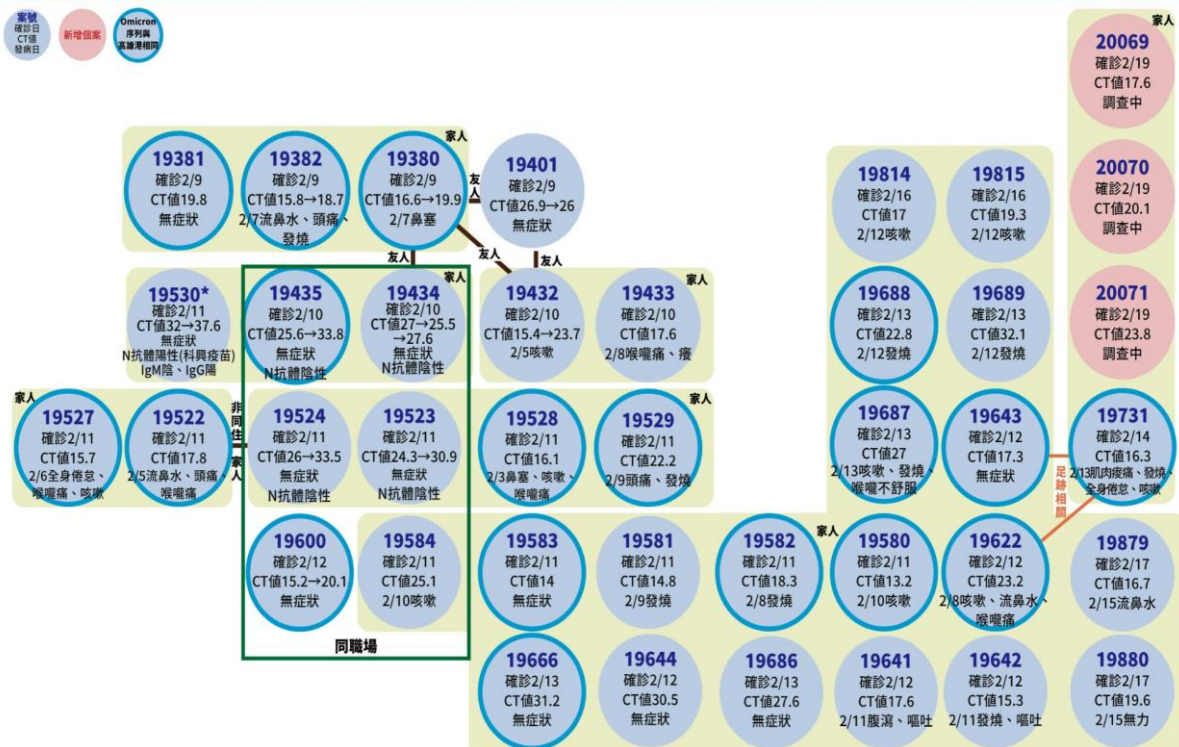 案號
確診日
CT值
發病日
新增個案
Omicron
序列與
高雄港相同
家人
20069
確診2/19
CT值17.6
調查中
家人
19381
確診2/9
CT值19.8
無症狀
19382
確診2/9
CT值15.8→18.7
2/7流鼻水、頭痛、
發燒
19380
確診2/9
CT值16.6→19.9
2/7鼻塞
友人
19401
確診2/9
CT值26.9→26
無症狀
19814
確診2/16
CT值17
2/12咳嗽
19815
確診2/16
CT值19.3
2/12咳嗽
20070
確診2/19
CT值20.1
調查中
友人
友人
友人
19530*
確診2/11
CT值32→37.6
無症狀
N抗體陽性(科興疫苗)
IgM陰、IgG陽
19435
確診2/10
CT值25.6→33.8
無症狀
N抗體陰性
家人
19434
確診2/10
CT值27→25.5
→27.6
無症狀
N抗體陰性
19432
確診2/10
CT值15.4→23.7
2/5咳嗽
家人
19433
確診2/10
CT值17.6
2/8喉嚨痛、癢
19688
確診2/13
CT值22.8
2/12發燒
19689
確診2/13
CT值32.1
2/12發燒
20071
確診2/19
CT值23.8
調查中
家人
19527
確診2/11
CT值15.7
2/6全身倦怠、
喉嚨痛、咳嗽
19522
確診2/11
CT值17.8
2/5流鼻水、頭痛、
喉嚨痛
非同住家人
19524
確診2/11
CT值26→33.5
無症狀
N抗體陰性
19523
確診2/11
CT值24.3→30.9
無症狀
N抗體陰性
19528
確診2/11
CT值16.1
2/3鼻塞、咳嗽、
喉嚨痛
家人
19529
確診2/11
CT值22.2
2/9頭痛、發燒
19687
確診2/13
CT值27
2/13咳嗽、發燒、
喉嚨不舒服
19643
確診2/12
CT值17.3
無症狀
19731
確診2/14
CT值16.3
2/13肌肉痠痛、發燒、
全身倦怠、咳嗽
足跡相關
19600
確診2/12
CT值15.2→20.1
無症狀
19584
確診2/11
CT值25.1
2/10咳嗽
同職場
19583
確診2/11
CT值14
無症狀
19581
確診2/11
CT值14.8
2/9發燒
19582
確診2/11
CT值18.3
2/8發燒
家人
19580
確診2/11
CT值13.2
2/10咳嗽
19622
確診2/12
CT值23.2
2/8咳嗽、流鼻水、
喉嚨痛
19879
確診2/17
CT值16.7
2/15流鼻水
19666
確診2/13
CT值31.2
無症狀
19644
確診2/12
CT值30.5
無症狀
19686
確診2/13
CT值27.6
無症狀
19641
確診2/12
CT值17.6
2/11腹瀉、嘔吐
19642
確診2/12
CT值15.3
2/11發燒、嘔吐
19880
確診2/17
CT值19.6
2/15無力